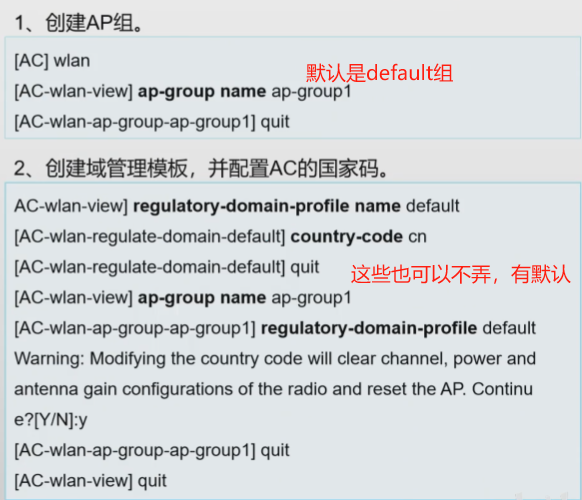 1、创建AP组。
[AC] wlan
默认是default组
[AC-wlan-view] ap-group name ap-group1
[AC-wlan-ap-group-ap-group1] quit
2、创建域管理模板，并配置AC的国家码。
AC-wlan-view] regulatory-domain-profile name default
[AC-wlan-regulate-domain-default] country-code cn
[AC-wlan-regulate-domain-default] quit
这些也可以不弄，有默认
[AC-wlan-view] ap-group name ap-group1
[AC-wlan-ap-group-ap-group1] regulatory-domain-profile default
Warning: Modifying the country code will clear channel, power and
antenna gain configurations of the radio and reset the AP. Continu
e?[Y/N]:y
[AC-wlan-ap-group-ap-group1] quit
[AC-wlan-view] quit